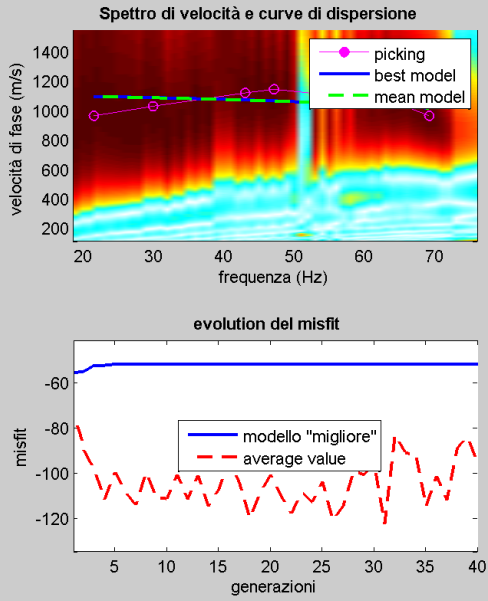 Spettro di velocità e curve di dispersione
velocità di fase (m/s)
1400
1200
1000
800
600
400
200
picking
best model
mean model
20 30 40 50 60 70
frequenza (Hz)
evolution del misfit
misfit
-60
-80
-100
-120
modello "migliore"
average value
5 10 15 20 25 30 35 40
generazioni